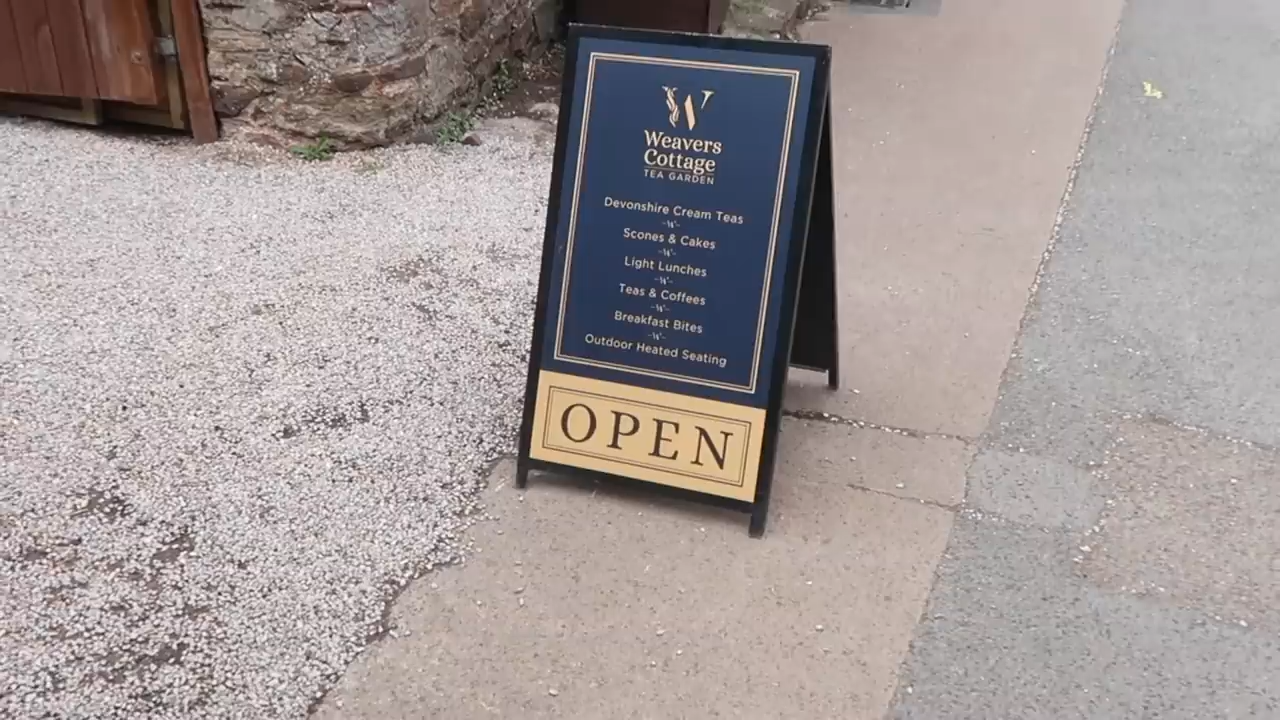 W
Weavers
Cottage
TEA GARDEN
Devonshire Cream Teas
Scones & Cakes
Light Lunches
Teas & Coffees
Breakfast Bites
Outdoor Heated Seating
OPEN